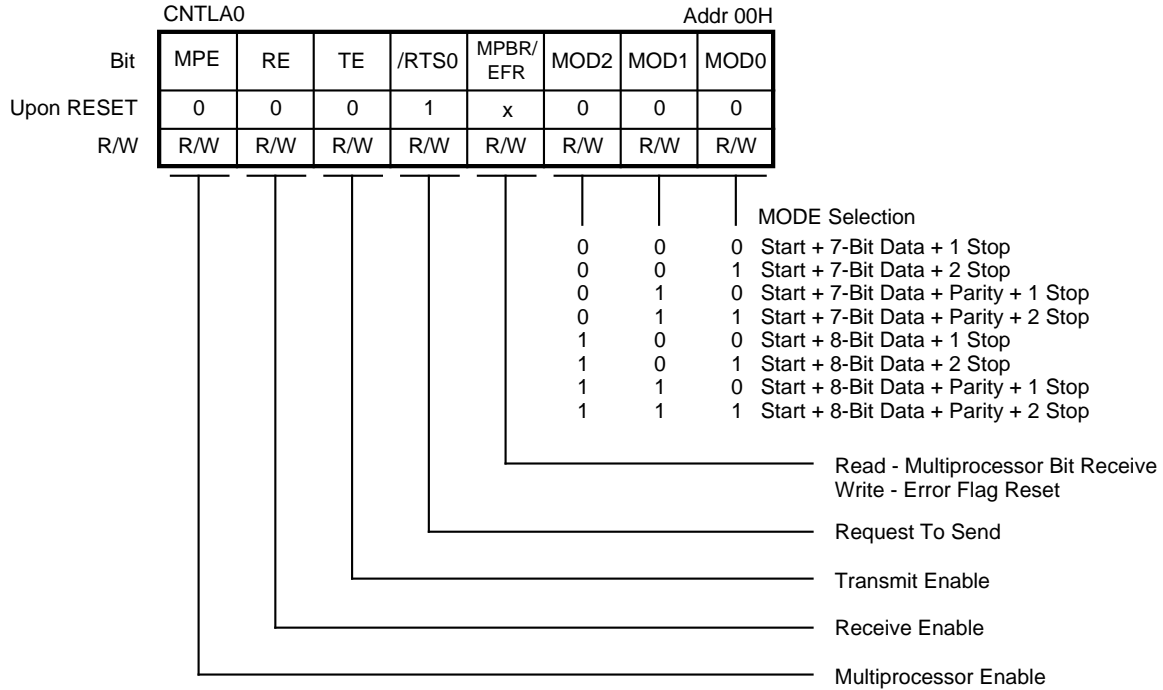 CNTLA0 Addr 00H
Bit MPE RE TE /RTS0 MPBR/ EFR MOD2 MOD1 MOD0
Upon RESET 0 0 0 1 x 0 0 0
R/W R/W R/W R/W R/W R/W R/W R/W R/W
MODE Selection
0 0 0 Start + 7-Bit Data + 1 Stop
0 0 1 Start + 7-Bit Data + 2 Stop
0 1 0 Start + 7-Bit Data + Parity + 1 Stop
0 1 1 Start + 7-Bit Data + Parity + 2 Stop
1 0 0 Start + 8-Bit Data + 1 Stop
1 0 1 Start + 8-Bit Data + 2 Stop
1 1 0 Start + 8-Bit Data + Parity + 1 Stop
1 1 1 Start + 8-Bit Data + Parity + 2 Stop
Read - Multiprocessor Bit Receive
Write - Error Flag Reset
Request To Send
Transmit Enable
Receive Enable
Multiprocessor Enable